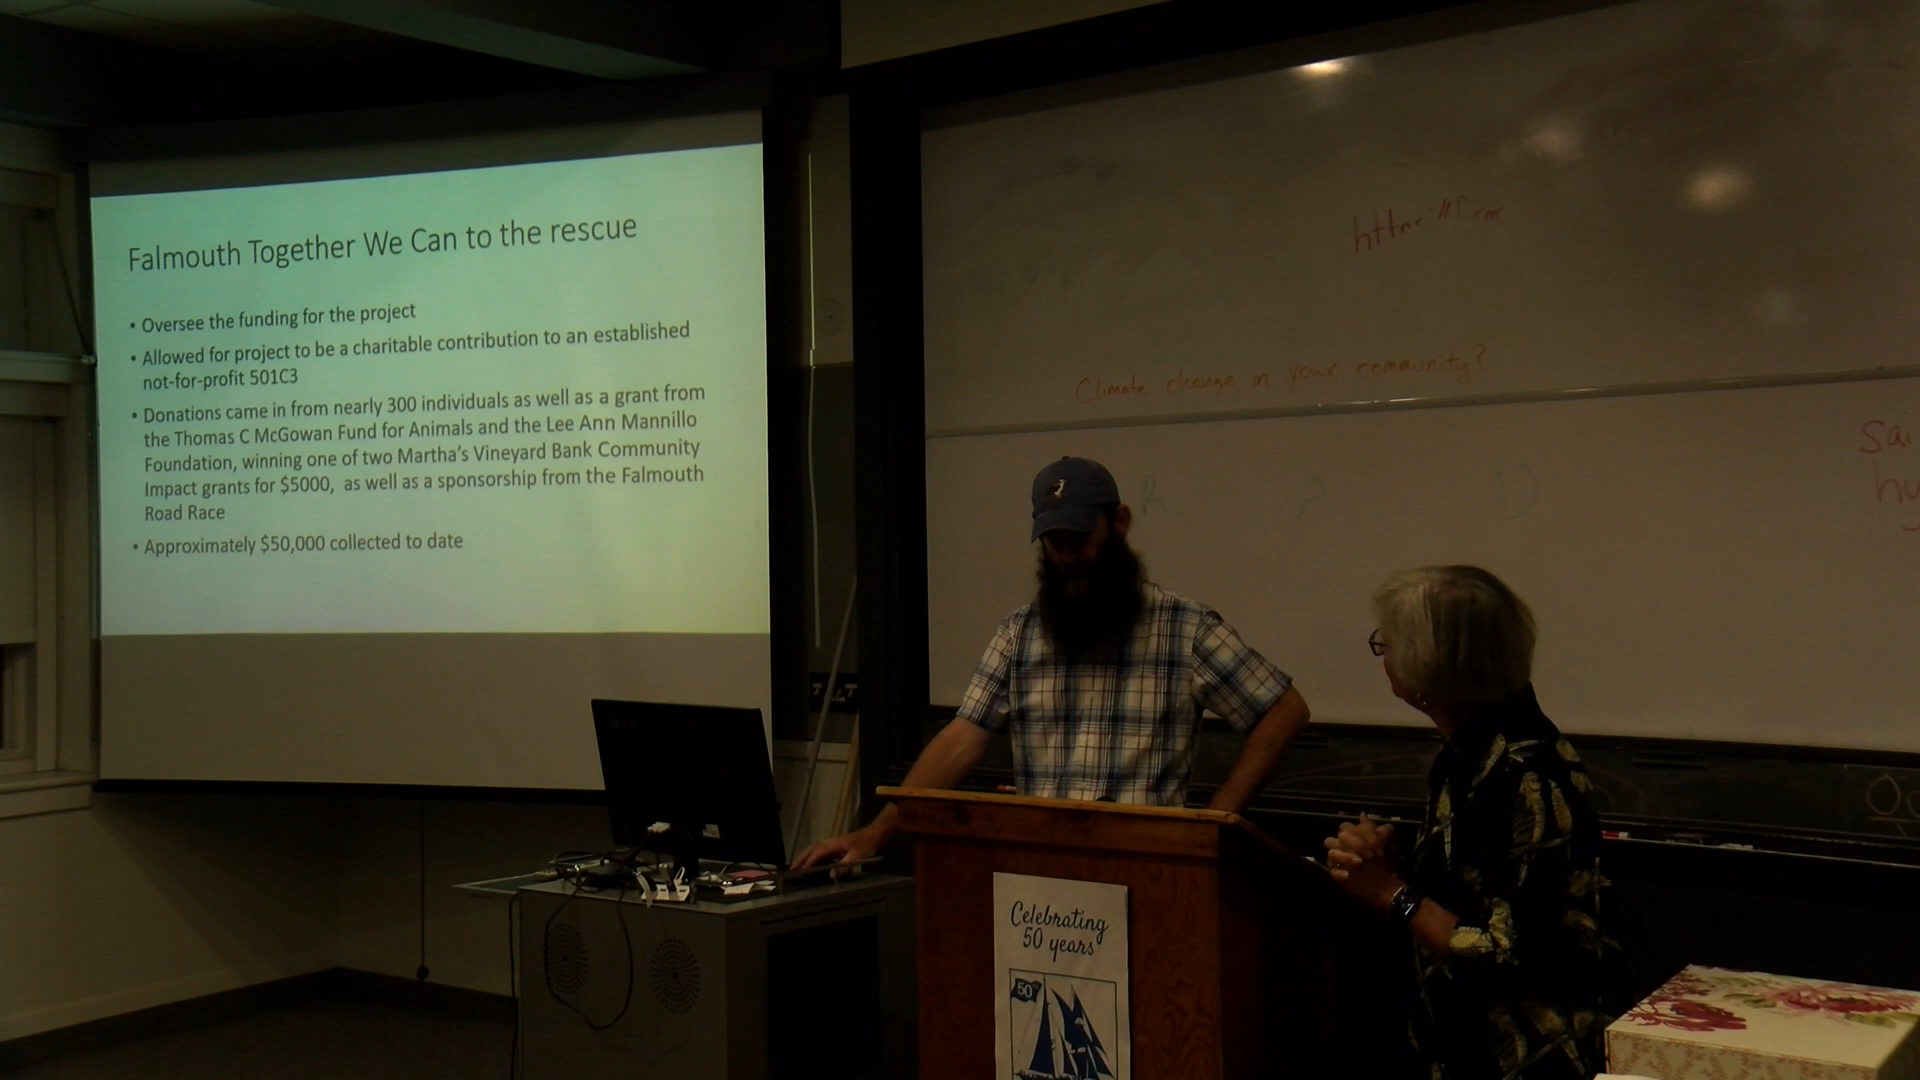 Falmouth Together We Can to the rescue
• Oversee the funding for the project
• Allowed for project to be a charitable contribution to an established
not-for-profit 501C3
• Donations came in from nearly 300 individuals as well as a grant from
the Thomas C McGowan Fund for Animals and the Lee Ann Mannillo
Foundation, winning one of two Martha's Vineyard Bank Community
Impact grants for $5000, as well as a sponsorship from the Falmouth
Road Race
• Approximately $50,000 collected to date
Climate change in your community?
R
D
Celebrating
50 years
50